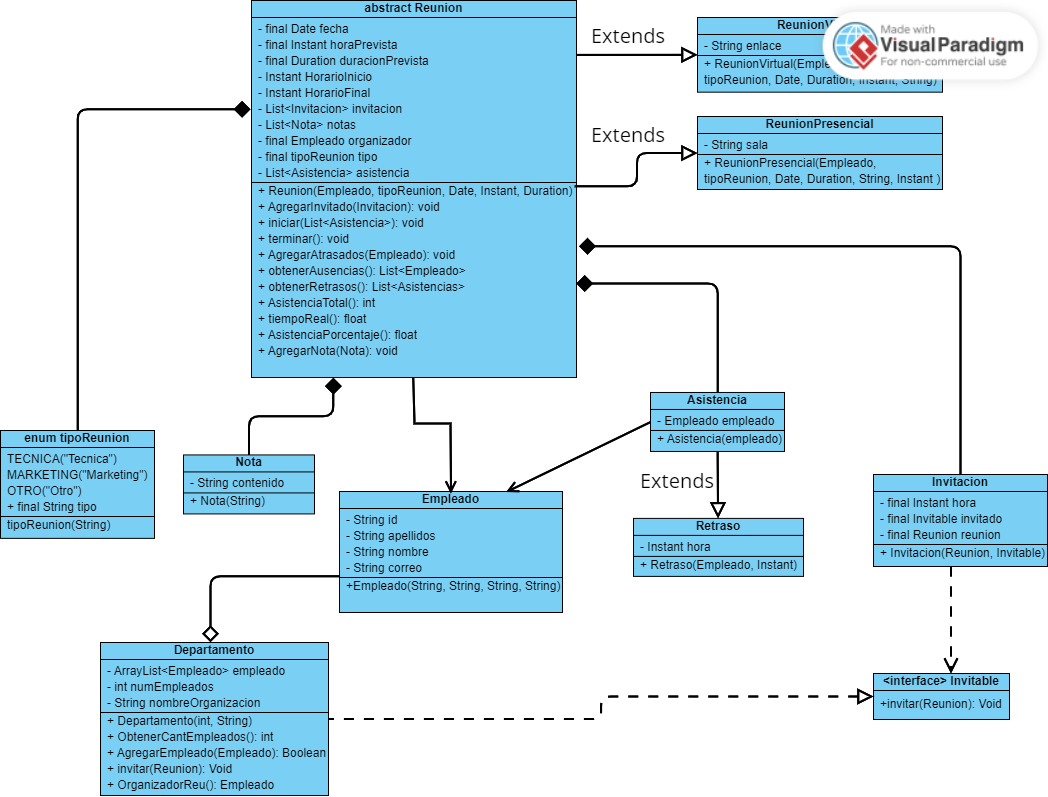 abstract Reunion
- final Date fecha
- final Instant horaPrevista
- final Duration duracionPrevista
- Instant HorarioInicio
- Instant HorarioFinal
- List<Invitacion> invitacion
- List<Nota> notas
- final Empleado organizador
- final tipoReunion tipo
- List<Asistencia> asistencia
+ Reunion(Empleado, tipoReunion, Date, Instant, Duration)
+ AgregarInvitado(Invitacion): void
+ iniciar(List<Asistencia>): void
+ terminar(): void
+ AgregarAtrasados(Empleado): void
+ obtenerAusencias(): List<Empleado>
+ obtenerRetrasos(): List<Asistencias>
+ AsistenciaTotal(): int
+ tiempoReal(): float
+ AsistenciaPorcentaje(): float
+ AgregarNota(Nota): void
Extends
- String enlace
+ ReunionVirtual(Emple
tipoReunion, Date, Duration, Instant, String)
Made with
VisualParadigm
For non-commercial use
Extends
ReunionPresencial
- String sala
+ ReunionPresencial(Empleado,
tipoReunion, Date, Duration, String, Instant )
enum tipoReunion
TECNICA("Tecnica")
MARKETING("Marketing")
OTRO("Otro")
+ final String tipo
tipoReunion(String)
Nota
- String contenido
+ Nota(String)
Empleado
- String id
- String apellidos
- String nombre
- String correo
+Empleado(String, String, String, String)
Asistencia
- Empleado empleado
+ Asistencia(empleado)
Extends
Retraso
- Instant hora
+ Retraso(Empleado, Instant)
Invitacion
- final Instant hora
- final Invitable invitado
- final Reunion reunion
+ Invitacion(Reunion, Invitable)
Departamento
- ArrayList<Empleado> empleado
- int numEmpleados
- String nombreOrganizacion
+ Departamento(int, String)
+ ObtenerCantEmpleados(): int
+ AgregarEmpleado(Empleado): Boolean
+ invitar(Reunion): Void
+ OrganizadorReu(): Empleado
<interface> Invitable
+invitar(Reunion): Void